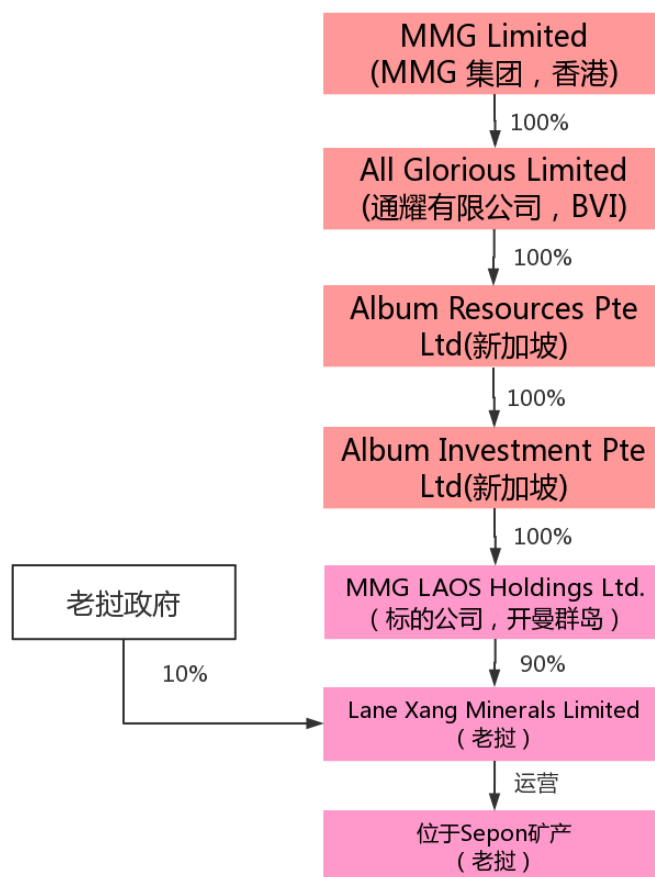 MMG Limited
(MMG 集团，香港)
100%
All Glorious Limited
(通耀有限公司，BVI)
100%
Album Resources Pte
Ltd(新加坡)
100%
Album Investment Pte
Ltd(新加坡)
100%
MMG LAOS Holdings Ltd.
（标的公司，开曼群岛）
老挝政府
90%
10%
Lane Xang Minerals Limited
（老挝）
运营
位于Sepon矿产
（老挝）